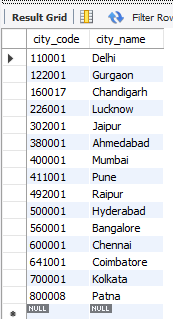 Result Grid Filter Row
city_code city_name
110001 Delhi
122001 Gurgaon
160017 Chandigarh
226001 Lucknow
302001 Jaipur
380001 Ahmedabad
400001 Mumbai
411001 Pune
492001 Raipur
500001 Hyderabad
560001 Bangalore
600001 Chennai
641001 Coimbatore
700001 Kolkata
800008 Patna
NULL NULL